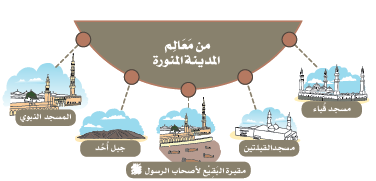 من مَعَالِم
المدينة المنورة
مسجد قباء
مسجد القبلتين
مقبرة البقيع لأصحاب الرسول ﷺ
جبل أُحُد
المسجد النبوي